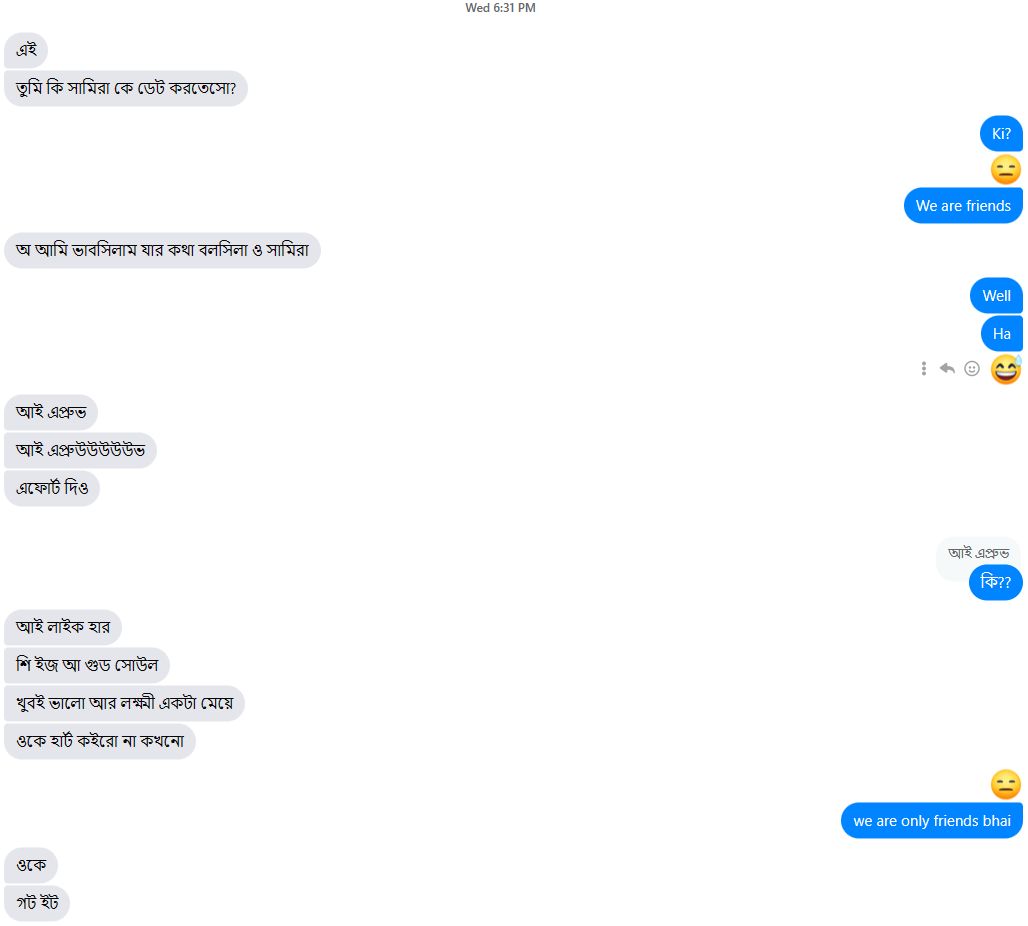 Wed 6:31 PM
এই
তুমি কি সামিরা কে ডেট করতেসো?
Ki?
We are friends
অ আমি ভাবসিলাম যার কথা বলসিলা ও সামিরা
Well
Ha
আই এপ্রুভ
আই এপ্রুউউউউউভ
এফোর্ট দিও
আই এপ্রুভ
কি??
আই লাইক হার
শি ইজ আ গুড সোউল
খুবই ভালো আর লক্ষ্মী একটা মেয়ে
ওকে হার্ট কইরো না কখনো
we are only friends bhai
ওকে
গট ইট